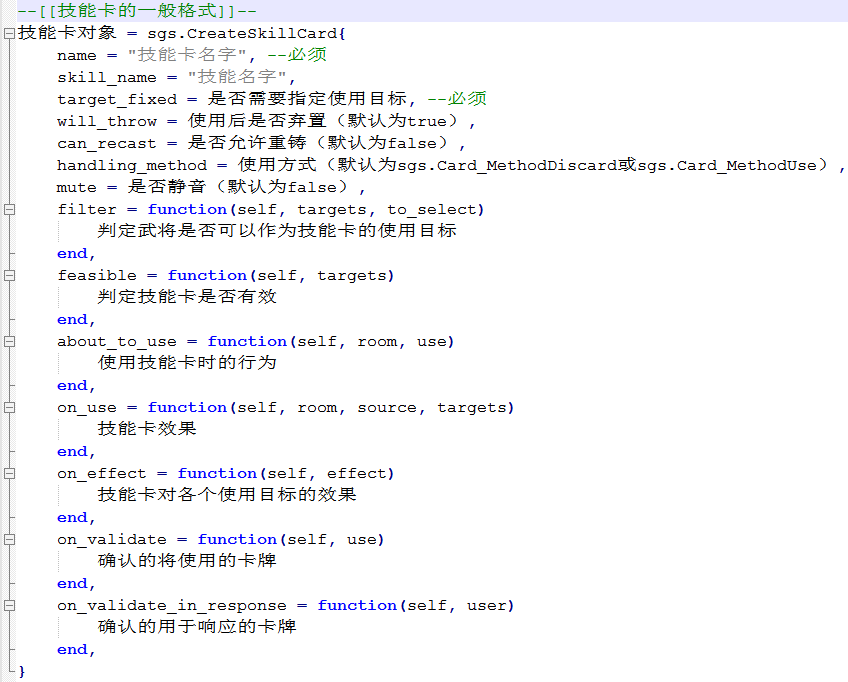 --[[技能卡的一般格式]]--
技能卡对象 = sgs.CreateSkillCard{
    name = "技能卡名字", --必须
    skill_name = "技能名字",
    target_fixed = 是否需要指定使用目标, --必须
    will_throw = 使用后是否弃置（默认为true）,
    can_recast = 是否允许重铸（默认为false）,
    handling_method = 使用方式（默认为sgs.Card_MethodDiscard或sgs.Card_MethodUse）,
    mute = 是否静音（默认为false）,
    filter = function(self, targets, to_select)
        判定武将是否可以作为技能卡的使用目标
    end,
    feasible = function(self, targets)
        判定技能卡是否有效
    end,
    about_to_use = function(self, room, use)
        使用技能卡时的行为
    end,
    on_use = function(self, room, source, targets)
        技能卡效果
    end,
    on_effect = function(self, effect)
        技能卡对各个使用目标的效果
    end,
    on_validate = function(self, use)
        确认的将使用的卡牌
    end,
    on_validate_in_response = function(self, user)
        确认的用于响应的卡牌
    end,
}